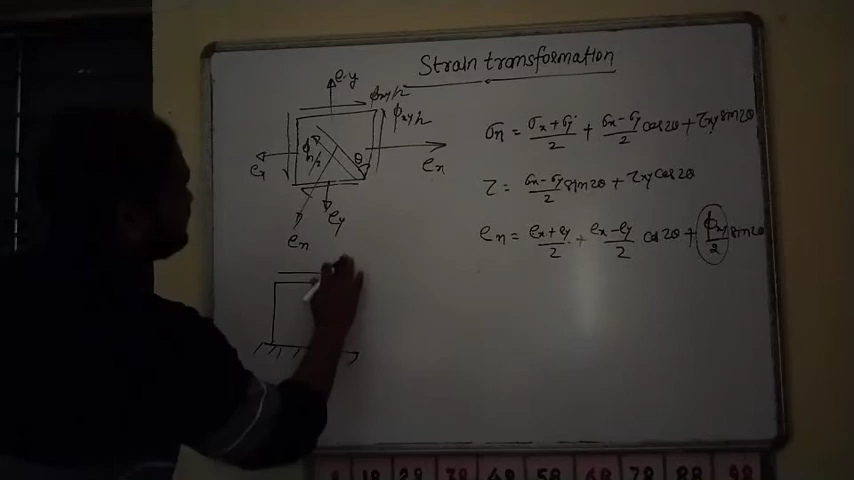 Strain transformation
ey
ϕxy/2
ϕxy/2
θ
ex
ex
ey
en
σn = σx + σy / 2 + σx - σy / 2 cos2θ + τxy sin2θ
τ = σx - σy / 2 sin2θ + τxy cos2θ
en = ex + ey / 2 + ex - ey / 2 cos2θ + ϕxy / 2 sin2θ